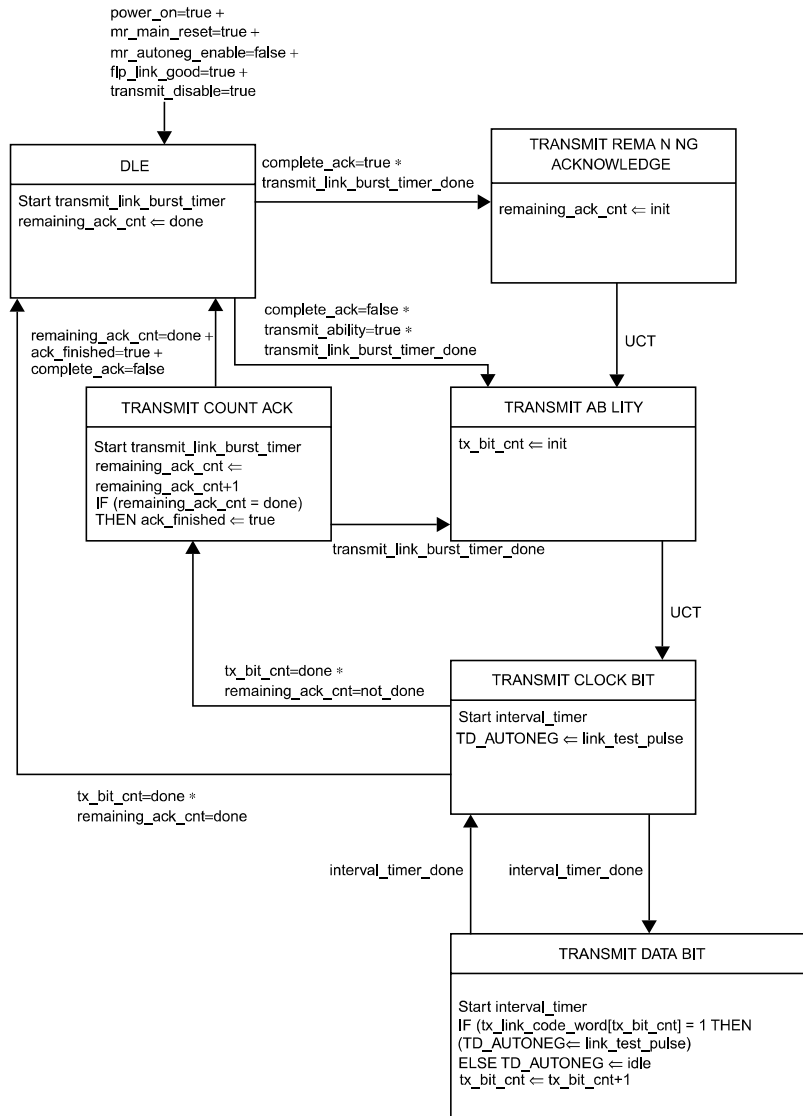 power_on=true +
mr_main_reset=true +
mr_autoneg_enable=false +
flp_link_good=true +
transmit_disable=true
DLE
Start transmit_link_burst_timer
remaining_ack_cnt ⇐ done
complete_ack=true *
transmit_link_burst_timer_done
TRANSMIT REMA N NG
ACKNOWLEDGE
remaining_ack_cnt ⇐ init
remaining_ack_cnt=done +
ack_finished=true +
complete_ack=false
complete_ack=false *
transmit_ability=true *
transmit_link_burst_timer_done
UCT
TRANSMIT COUNT ACK
Start transmit_link_burst_timer
remaining_ack_cnt ⇐
remaining_ack_cnt+1
IF (remaining_ack_cnt = done)
THEN ack_finished ⇐ true
TRANSMIT AB LITY
tx_bit_cnt ⇐ init
transmit_link_burst_timer_done
UCT
tx_bit_cnt=done *
remaining_ack_cnt=not_done
TRANSMIT CLOCK BIT
Start interval_timer
TD_AUTONEG ⇐ link_test_pulse
tx_bit_cnt=done *
remaining_ack_cnt=done
interval_timer_done
interval_timer_done
TRANSMIT DATA BIT
Start interval_timer
IF (tx_link_code_word[tx_bit_cnt] = 1 THEN
(TD_AUTONEG⇐ link_test_pulse)
ELSE TD_AUTONEG ⇐ idle
tx_bit_cnt ⇐ tx_bit_cnt+1